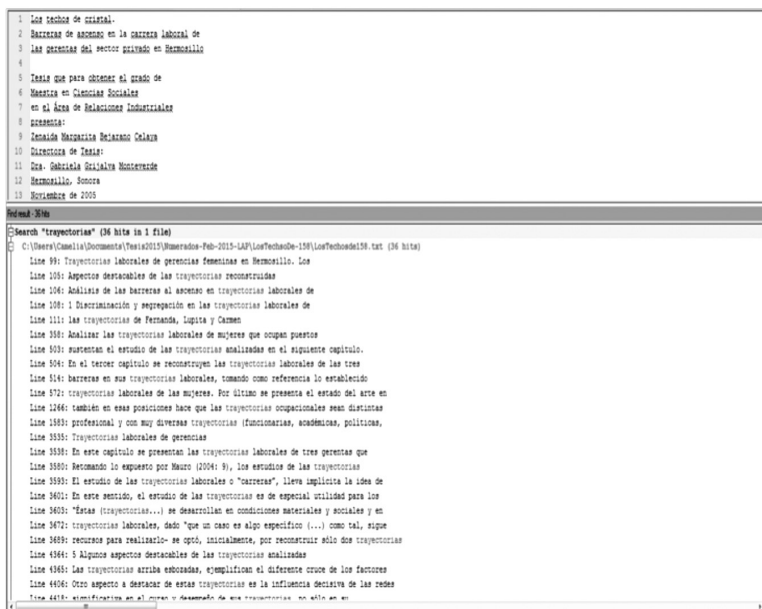 1 Los techos de cristal.
2 Barreras de ascenso en la carrera laboral de
3 las gerentas del sector privado en Hermosillo
4
5 Tesis que para obtener el grado de
6 Maestra en Ciencias Sociales
7 en el Área de Relaciones Industriales
8 presenta:
9 Zenaida Margarita Bejarano Celaya
10 Directora de Tesis:
11 Dra. Gabriela Grijalva Monteverde
12 Hermosillo, Sonora
13 Noviembre de 2005
Find result - 36 hits
Search "trayectorias" (36 hits in 1 file)
C:\Users\Camelia\Documents\Tesis2015\Numerados-Feb-2015-LAP\LosTechsoDe-158\LosTechosde158.txt (36 hits)
Line 99: Trayectorias laborales de gerencias femeninas en Hermosillo. Los
Line 105: Aspectos destacables de las trayectorias reconstruidas
Line 106: Análisis de las barreras al ascenso en trayectorias laborales de
Line 108: 1 Discriminación y segregación en las trayectorias laborales de
Line 111: las trayectorias de Fernanda, Lupita y Carmen
Line 358: Analizar las trayectorias laborales de mujeres que ocupan puestos
Line 503: sustentan el estudio de las trayectorias analizadas en el siguiente capítulo.
Line 504: En el tercer capítulo se reconstruyen las trayectorias laborales de las tres
Line 514: barreras en sus trayectorias laborales, tomando como referencia lo establecido
Line 572: trayectorias laborales de las mujeres. Por último se presenta el estado del arte en
Line 1266: también en esas posiciones hace que las trayectorias ocupacionales sean distintas
Line 1583: profesional y con muy diversas trayectorias (funcionarias, académicas, políticas,
Line 3535: Trayectorias laborales de gerencias
Line 3538: En este capítulo se presentan las trayectorias laborales de tres gerentas que
Line 3580: Retomando lo expuesto por Mauro (2004: 9), los estudios de las trayectorias
Line 3593: El estudio de las trayectorias laborales o "carreras", lleva implícita la idea de
Line 3601: En este sentido, el estudio de las trayectorias es de especial utilidad para los
Line 3603: "Éstas (trayectorias...) se desarrollan en condiciones materiales y sociales y en
Line 3672: trayectorias laborales, dado "que un caso es algo específico (...) como tal, sigue
Line 3689: recursos para realizarlo- se optó, inicialmente, por reconstruir sólo dos trayectorias
Line 4364: 5 Algunos aspectos destacables de las trayectorias analizadas
Line 4365: Las trayectorias arriba esbozadas, ejemplifican el diferente cruce de los factores
Line 4406: Otro aspecto a destacar de estas trayectorias es la influencia decisiva de las redes
Line 4418: significativa en el curso y desempeño de sus trayectorias, no sólo en su